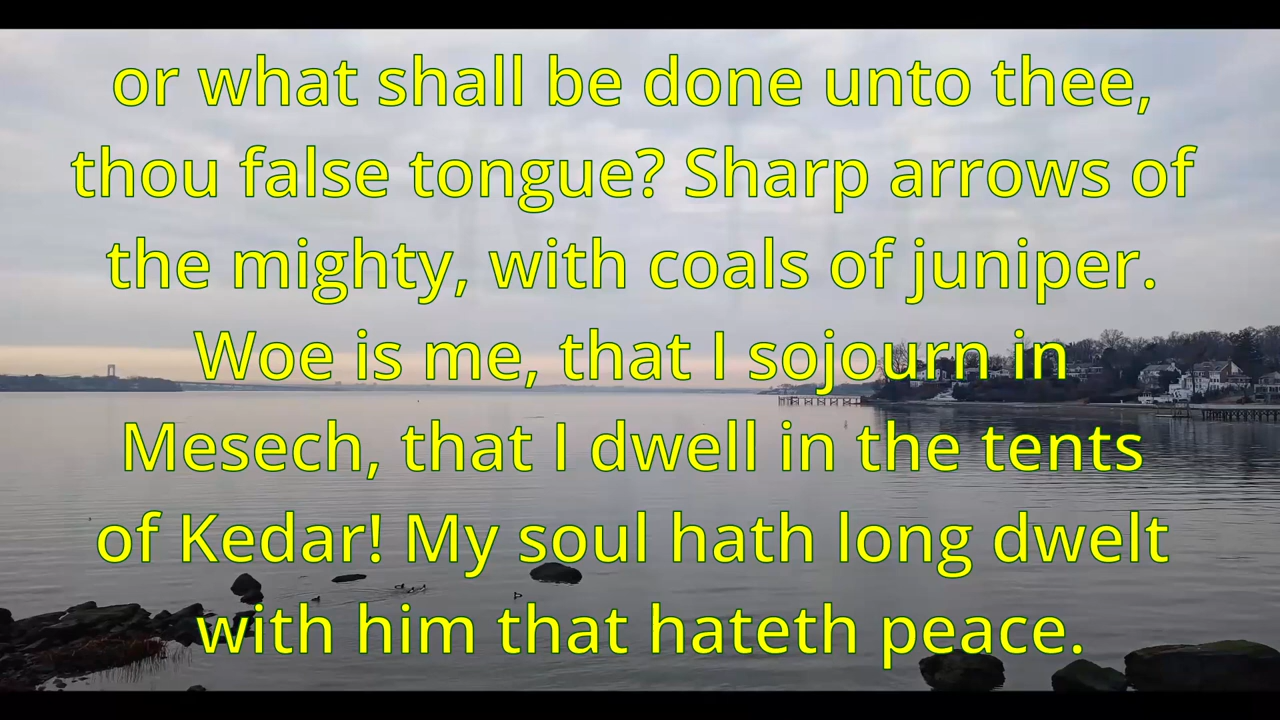 or what shall be done unto thee,
thou false tongue? Sharp arrows of
the mighty, with coals of juniper.
Woe is me, that I sojourn in
Mesech, that I dwell in the tents
of Kedar! My soul hath long dwelt
with him that hateth peace.